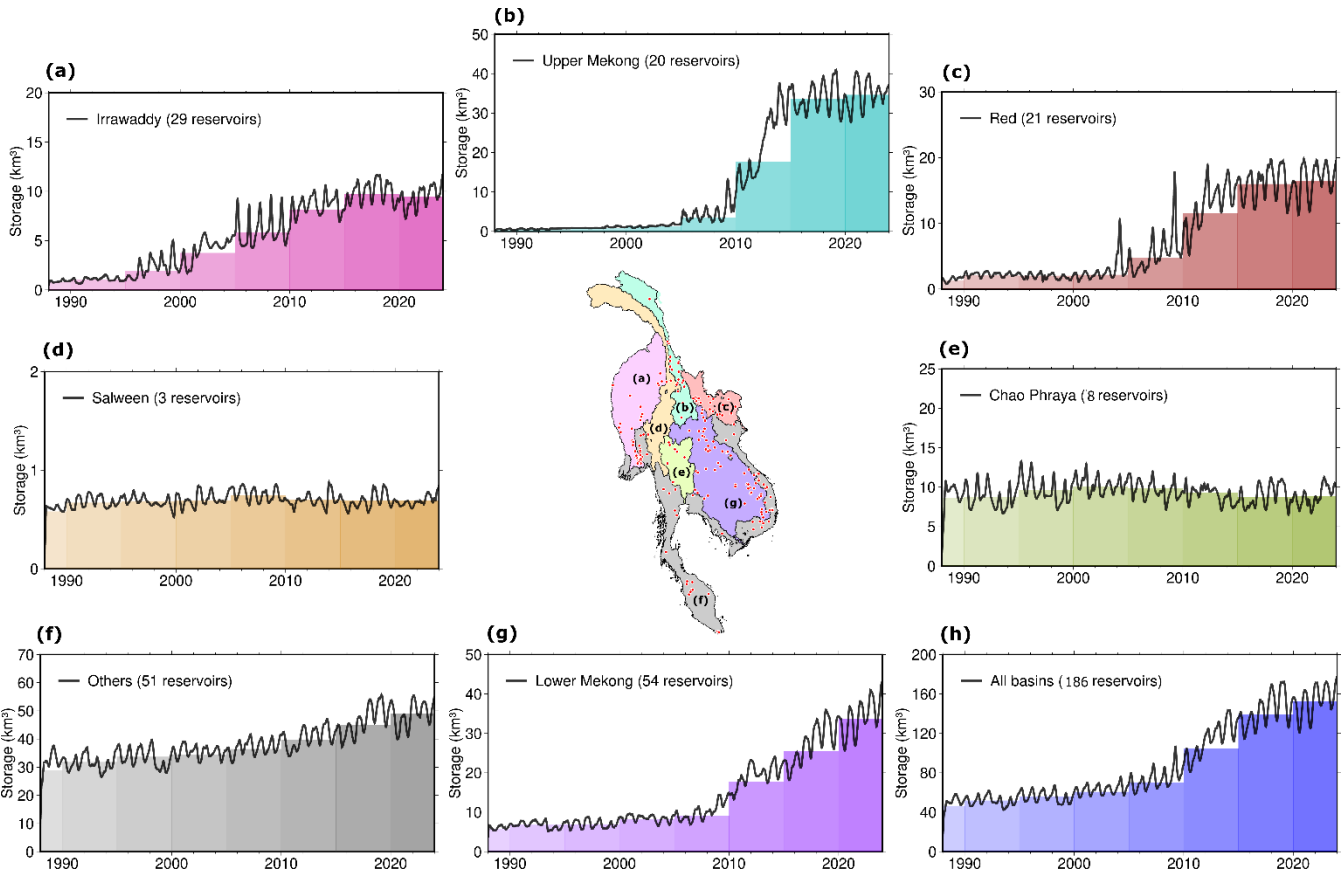 (a)
Storage (km³)
20
15
10
5
0
Irrawaddy (29 reservoirs)
1990 2000 2010 2020
(b)
Storage (km³)
50
40
30
20
10
0
Upper Mekong (20 reservoirs)
1990 2000 2010 2020
(c)
Storage (km³)
30
20
10
0
Red (21 reservoirs)
1990 2000 2010 2020
(d)
Storage (km³)
2
1
0
Salween (3 reservoirs)
1990 2000 2010 2020
(a)
(b)
(c)
(d)
(e)
(g)
(f)
(e)
Storage (km³)
25
20
15
10
5
0
Chao Phraya (8 reservoirs)
1990 2000 2010 2020
(f)
Storage (km³)
70
60
50
40
30
20
10
0
Others (51 reservoirs)
1990 2000 2010 2020
(g)
Storage (km³)
50
40
30
20
10
0
Lower Mekong (54 reservoirs)
1990 2000 2010 2020
(h)
Storage (km³)
200
160
120
80
40
0
All basins (186 reservoirs)
1990 2000 2010 2020